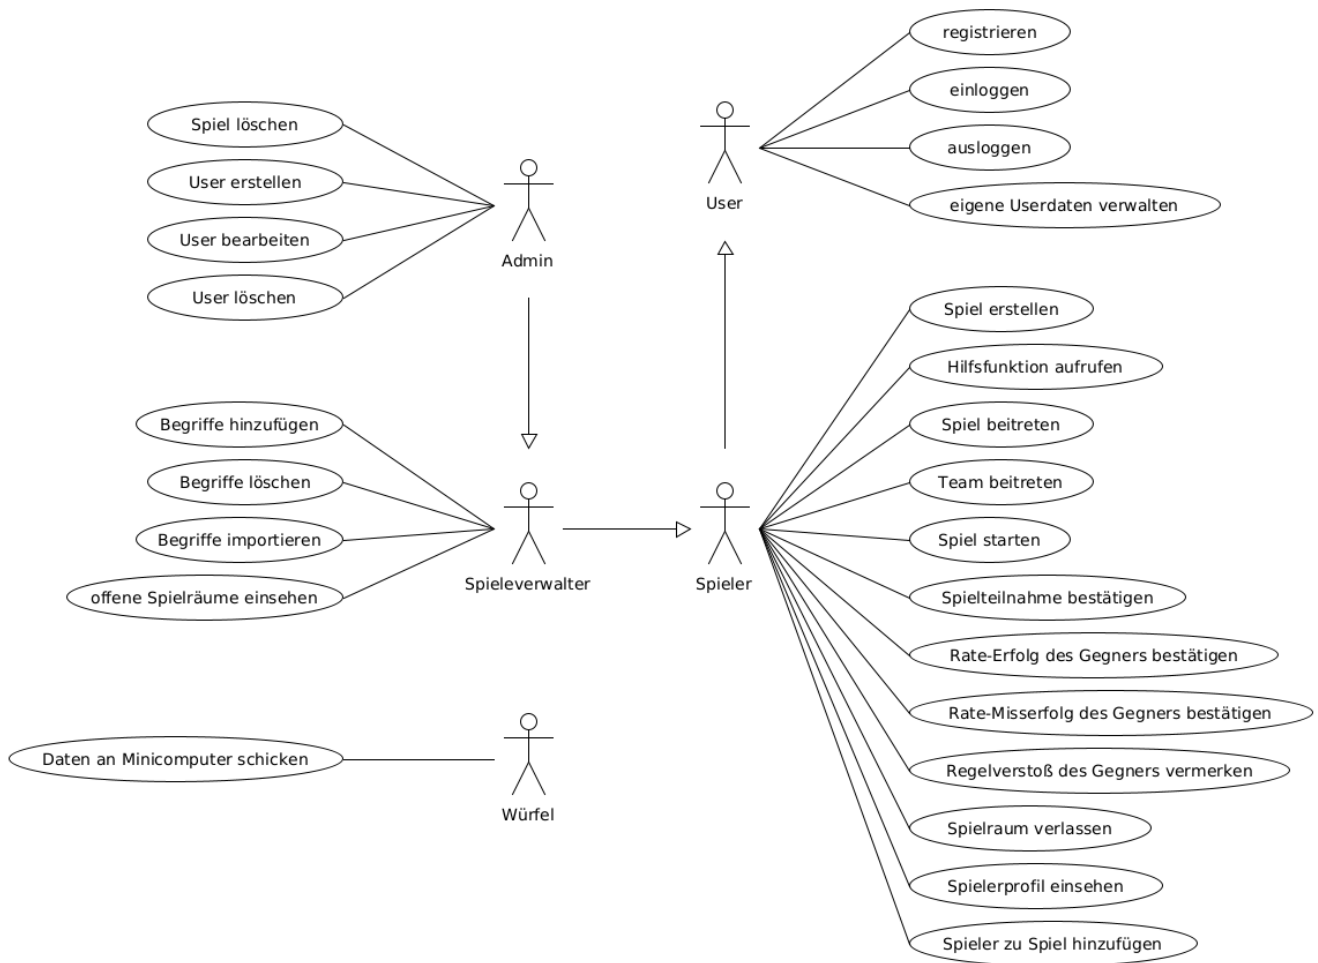 registrieren
einloggen
ausloggen
eigene Userdaten verwalten
User
Spiel löschen
User erstellen
User bearbeiten
User löschen
Admin
Spiel erstellen
Hilfsfunktion aufrufen
Spiel beitreten
Team beitreten
Spiel starten
Spielteilnahme bestätigen
Rate-Erfolg des Gegners bestätigen
Rate-Misserfolg des Gegners bestätigen
Regelverstoß des Gegners vermerken
Spielraum verlassen
Spielerprofil einsehen
Spieler zu Spiel hinzufügen
Spieler
Begriffe hinzufügen
Begriffe löschen
Begriffe importieren
offene Spielräume einsehen
Spieleverwalter
Daten an Minicomputer schicken
Würfel